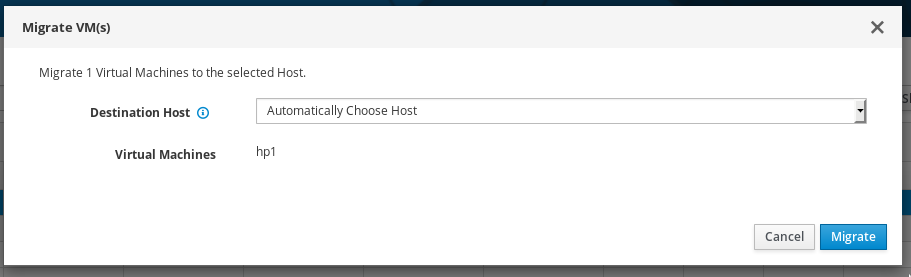 Migrate VM(s)
Migrate 1 Virtual Machines to the selected Host.
Destination Host
Automatically Choose Host
Virtual Machines
hp1
Cancel
Migrate